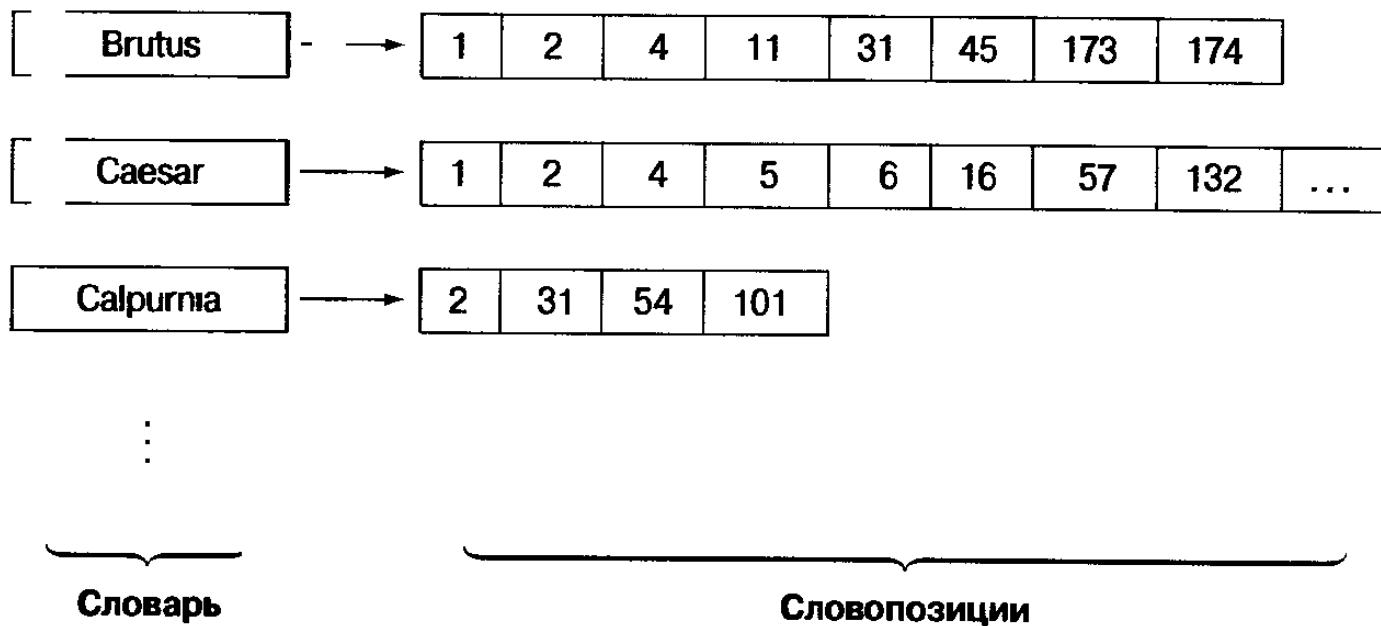 Brutus 1 2 4 11 31 45 173 174
Caesar 1 2 4 5 6 16 57 132 ...
Calpurnia 2 31 54 101
Словарь Словопозиции